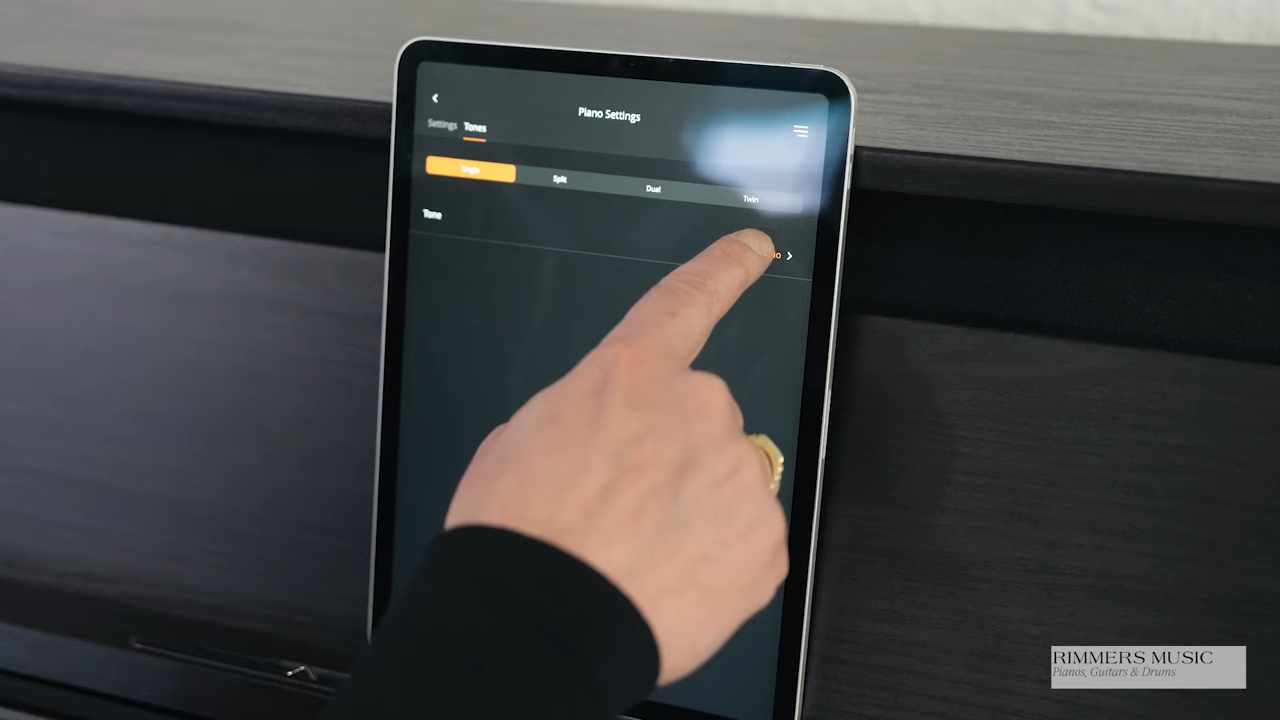 Piano Settings
Settings Tones
Single Split Dual Twin
Tone
RIMMERS MUSIC
Pianos, Guitars & Drums